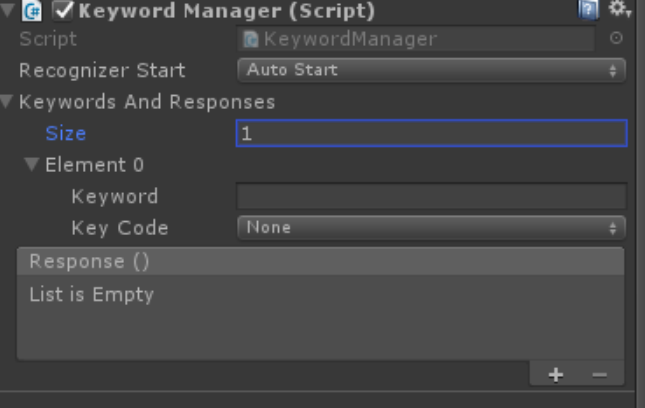 Keyword Manager (Script)
Script KeywordManager
Recognizer Start Auto Start
Keywords And Responses
Size 1
Element 0
Keyword
Key Code None
Response ()
List is Empty